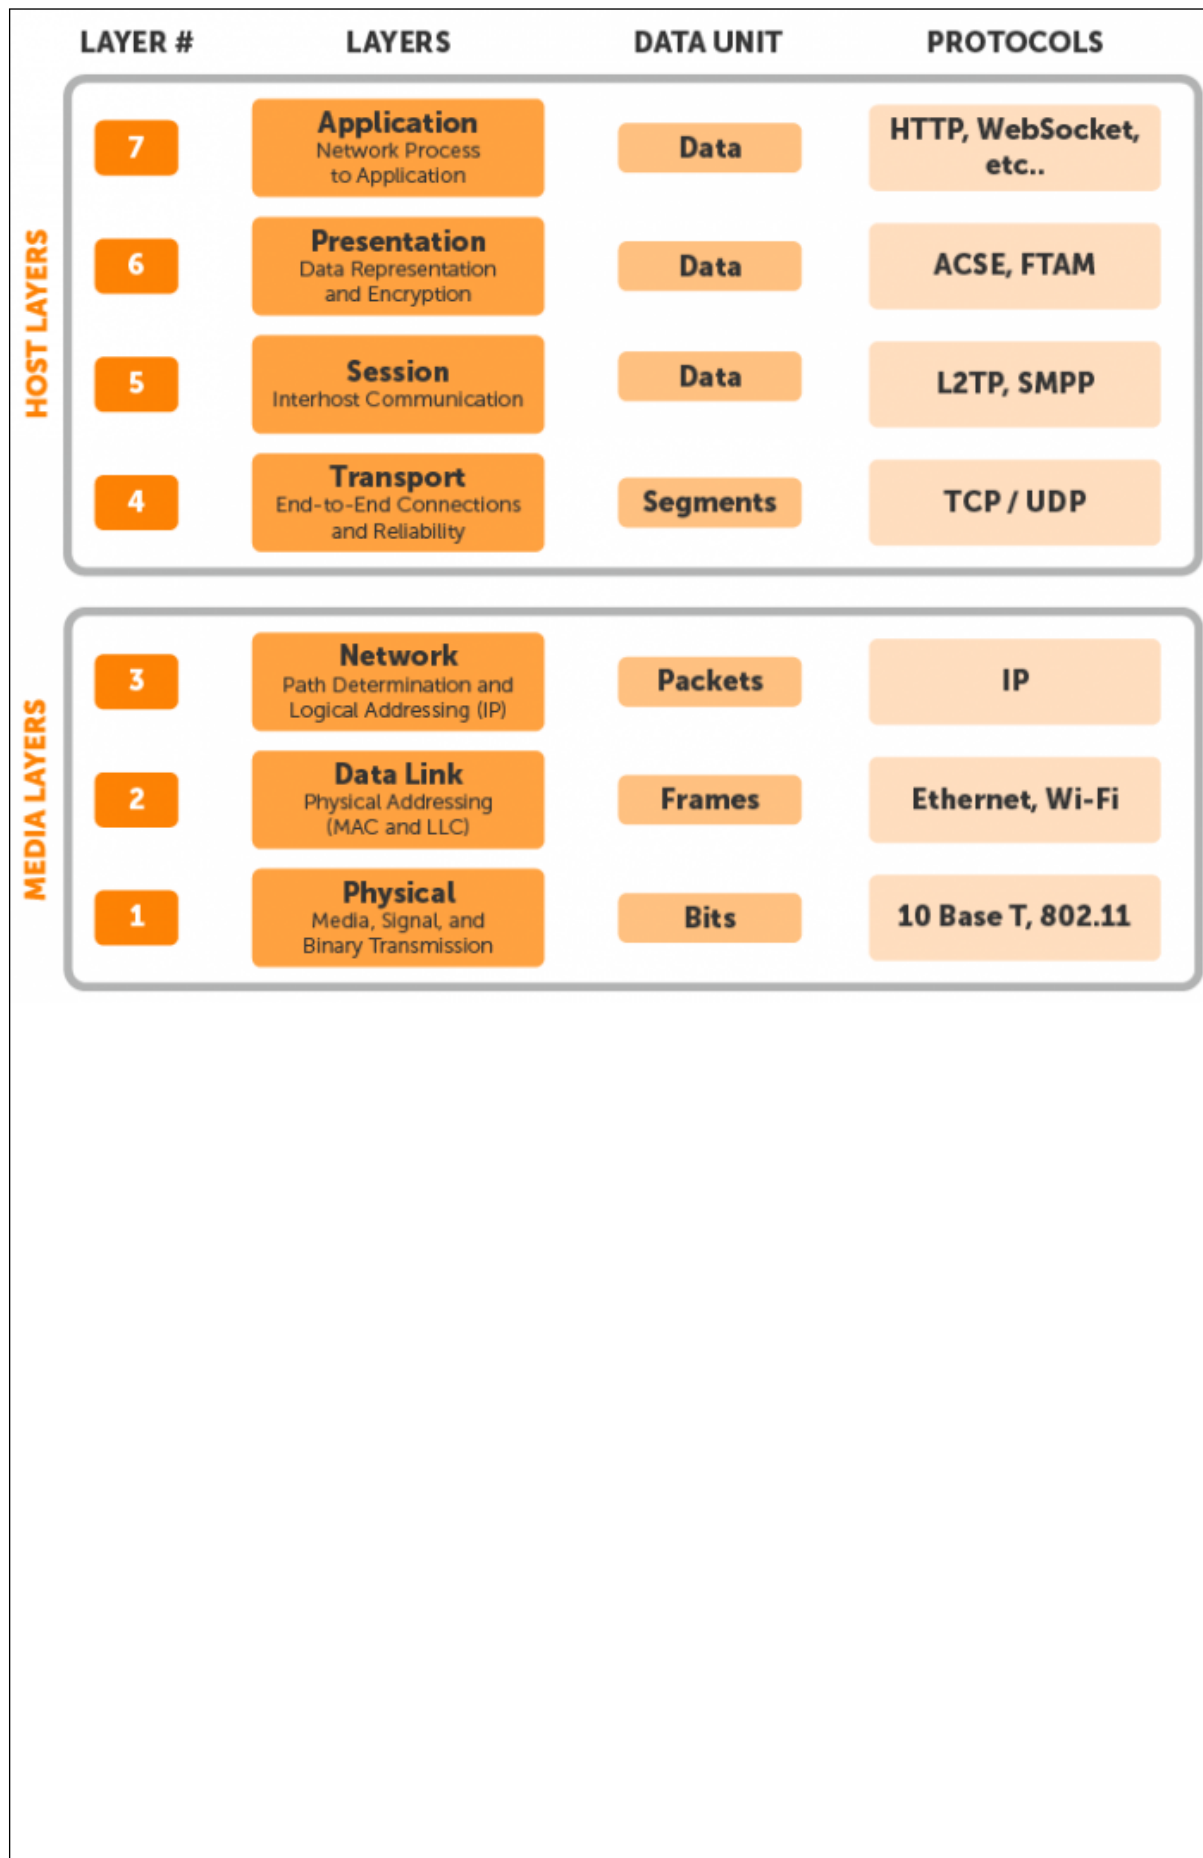 LAYER # LAYERS DATA UNIT PROTOCOLS
HOST LAYERS
7 Application Data HTTP, WebSocket,
Network Process etc..
to Application
6 Presentation Data ACSE, FTAM
Data Representation
and Encryption
5 Session Data L2TP, SMPP
Interhost Communication
4 Transport Segments TCP / UDP
End-to-End Connections
and Reliability
MEDIA LAYERS
3 Network Packets IP
Path Determination and
Logical Addressing (IP)
2 Data Link Frames Ethernet, Wi-Fi
Physical Addressing
(MAC and LLC)
1 Physical Bits 10 Base T, 802.11
Media, Signal, and
Binary Transmission